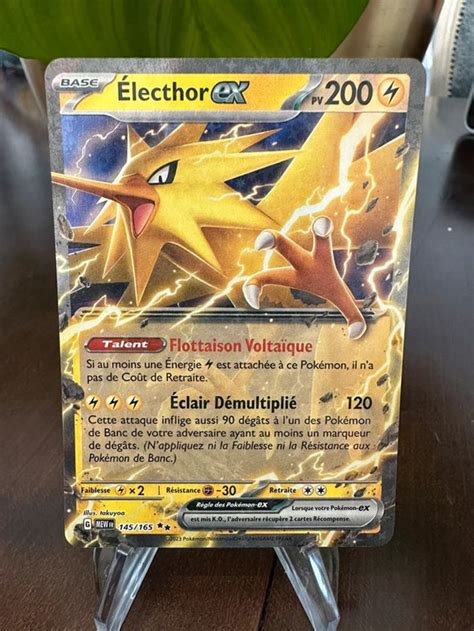 BASE Électhor ex PV 200
Talent Flottaison Voltaïque
Si au moins une Énergie est attachée à ce Pokémon, il n'a
pas de Coût de Retraite.
Éclair Démultiplié 120
Cette attaque inflige aussi 90 dégâts à l'un des Pokémon
de Banc de votre adversaire ayant au moins un marqueur
de dégâts. (N'appliquez ni la Faiblesse ni la Résistance aux
Pokémon de Banc.)
Faiblesse ×2 Résistance -30 Retraite
Illus. takuyoa
Règle des Pokémon-ex Lorsque votre Pokémon-ex
est mis K.O., l'adversaire récupère 2 cartes Récompense.
G MEW FR 145/165
©2023 Pokémon/Nintendo